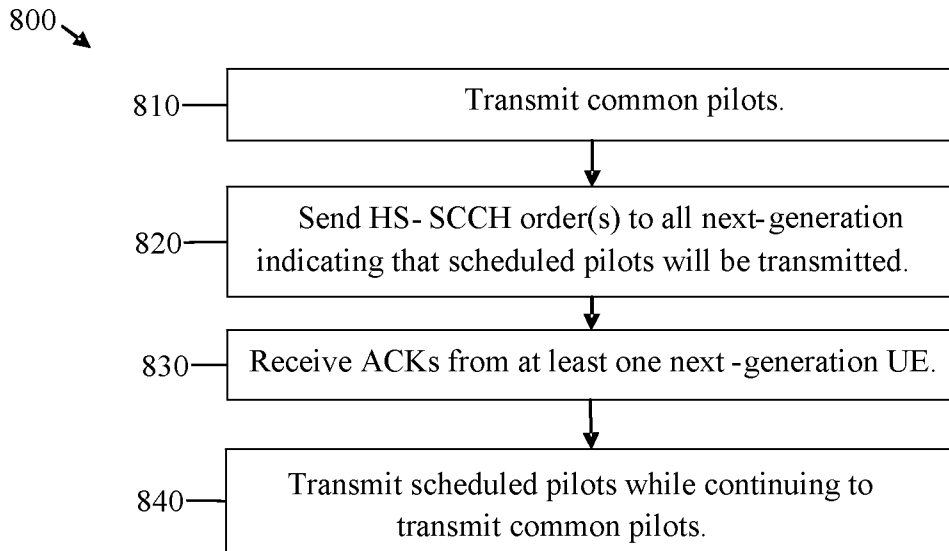 800
810
Transmit common pilots.
820
Send HS- SCCH order(s) to all next-generation
indicating that scheduled pilots will be transmitted.
830
Receive ACKs from at least one next -generation UE.
840
Transmit scheduled pilots while continuing to
transmit common pilots.